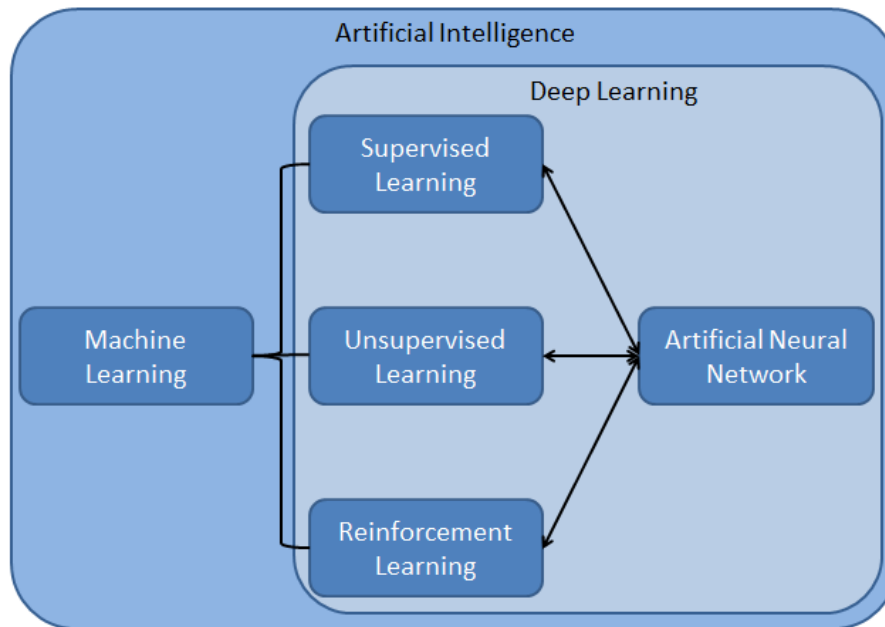 Artificial Intelligence
Deep Learning
Supervised
Learning
Machine
Learning
Unsupervised
Learning
Artificial Neural
Network
Reinforcement
Learning